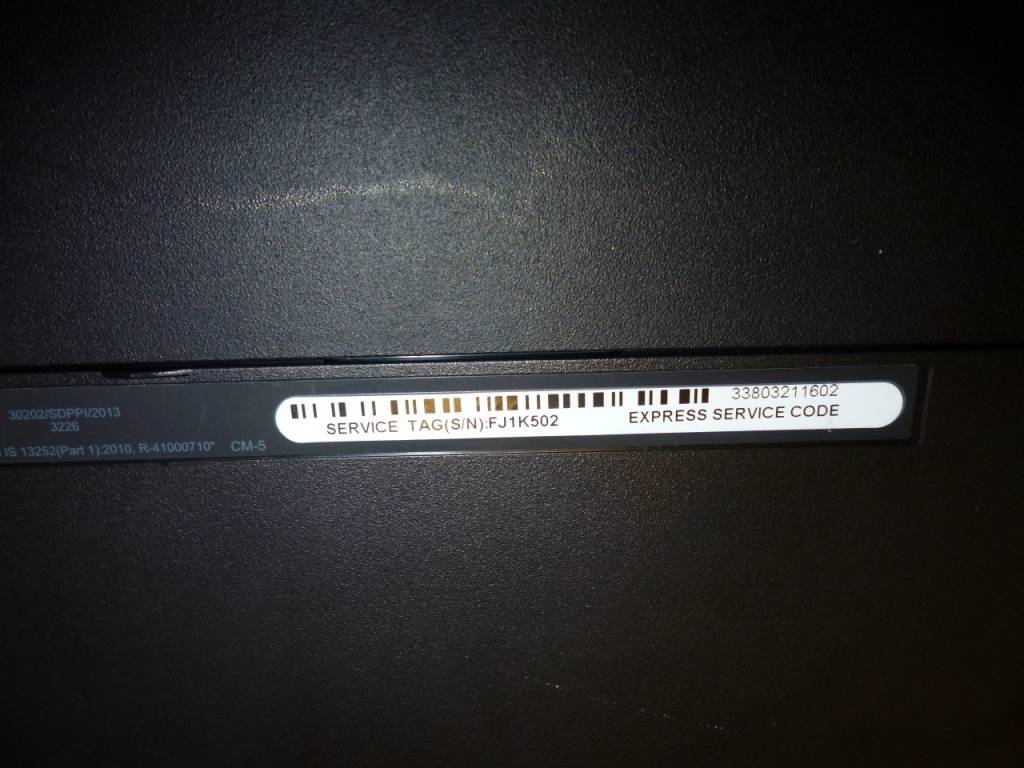 30202/SDPPI/2013
3226
IS 13252(Part 1):2010, R-41000710" CM-5
33803211602
SERVICE TAG(S/N):FJ1K502 EXPRESS SERVICE CODE